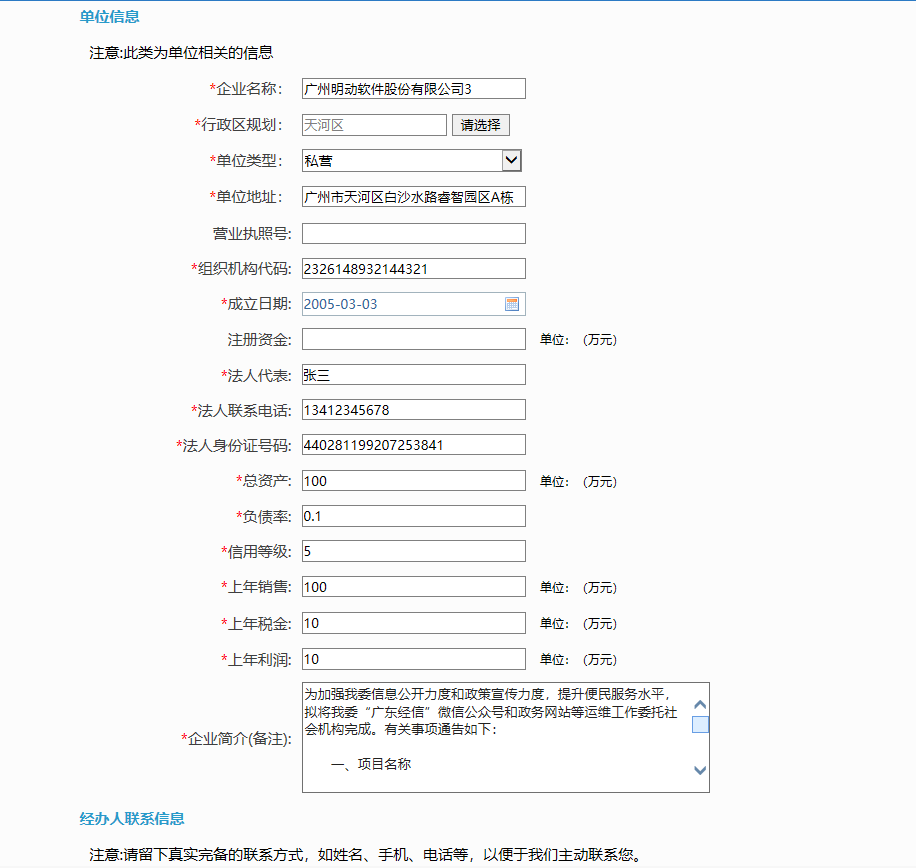 单位信息
注意:此类为单位相关的信息
*企业名称： 广州明动软件股份有限公司3
*行政区规划： 天河区 请选择
*单位类型： 私营
*单位地址： 广州市天河区白沙水路睿智园区A栋
营业执照号:
*组织机构代码: 2326148932144321
*成立日期: 2005-03-03
注册资金: 单位：（万元）
*法人代表: 张三
*法人联系电话: 13412345678
*法人身份证号码: 440281199207253841
*总资产: 100 单位：（万元）
*负债率: 0.1
*信用等级: 5
*上年销售: 100 单位：（万元）
*上年税金: 10 单位：（万元）
*上年利润: 10 单位：（万元）
*企业简介(备注):
为加强我委信息公开力度和政策宣传力度，提升便民服务水平，
拟将我委“广东经信”微信公众号和政务网站等运维工作委托社
会机构完成。有关事项通告如下：
一、项目名称
经办人联系信息
注意:请留下真实完备的联系方式，如姓名、手机、电话等，以便于我们主动联系您。